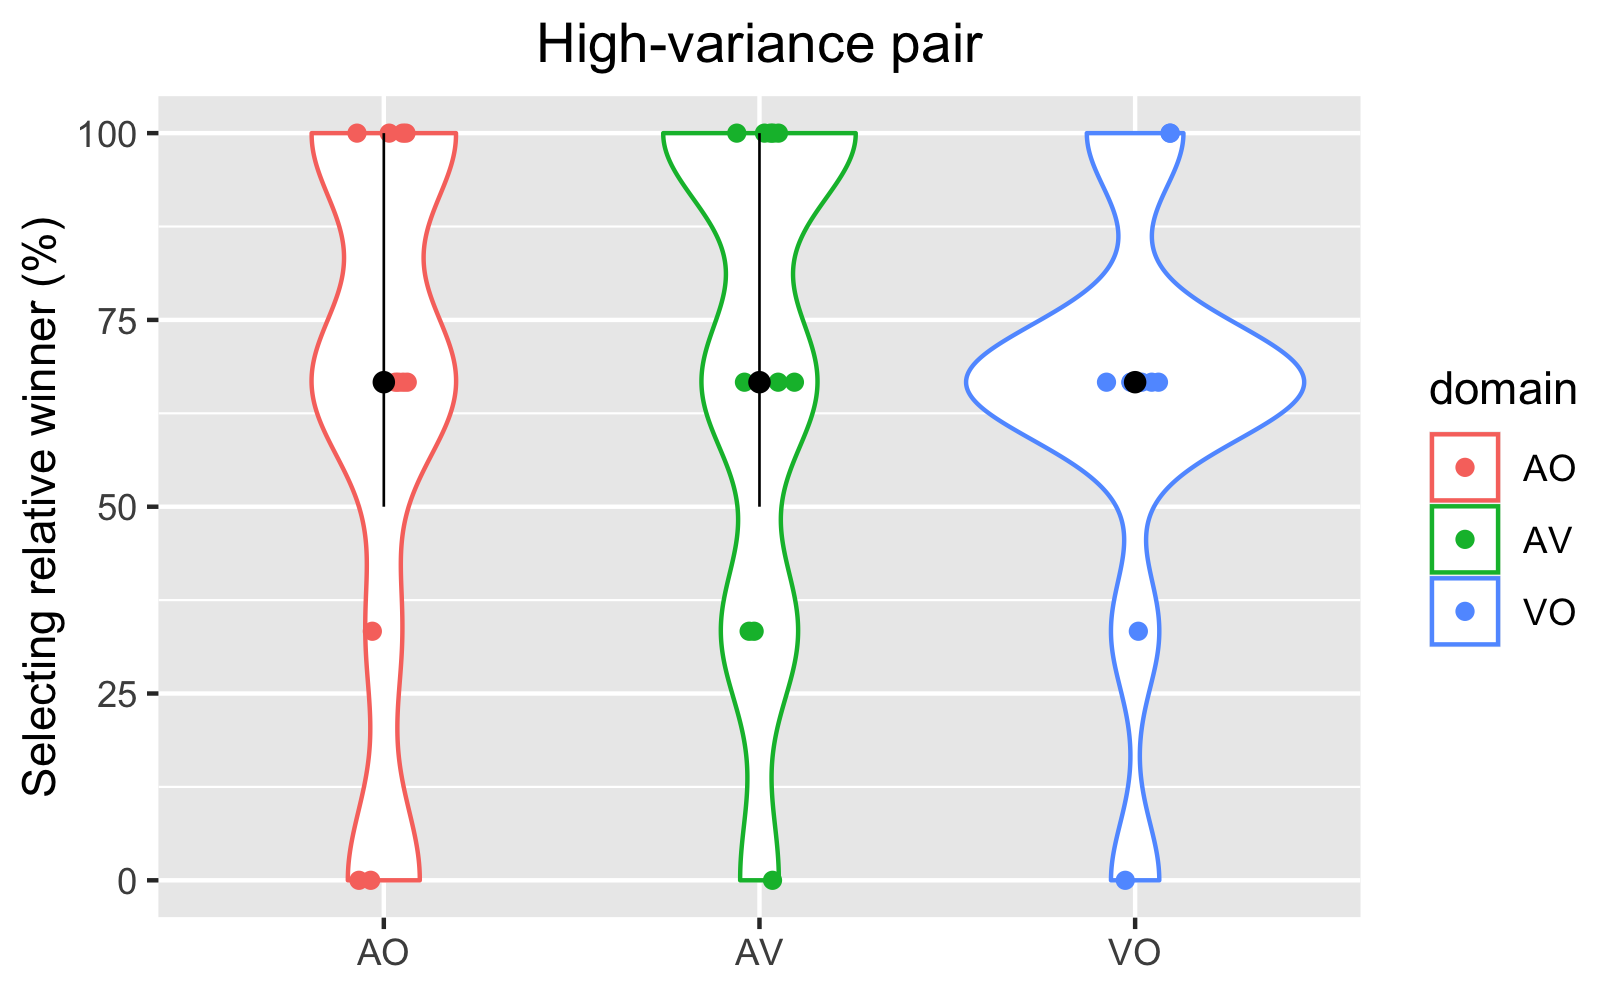 High-variance pair
Selecting relative winner (%)
100
75
50
25
0
AO
AV
VO
domain
AO
AV
VO